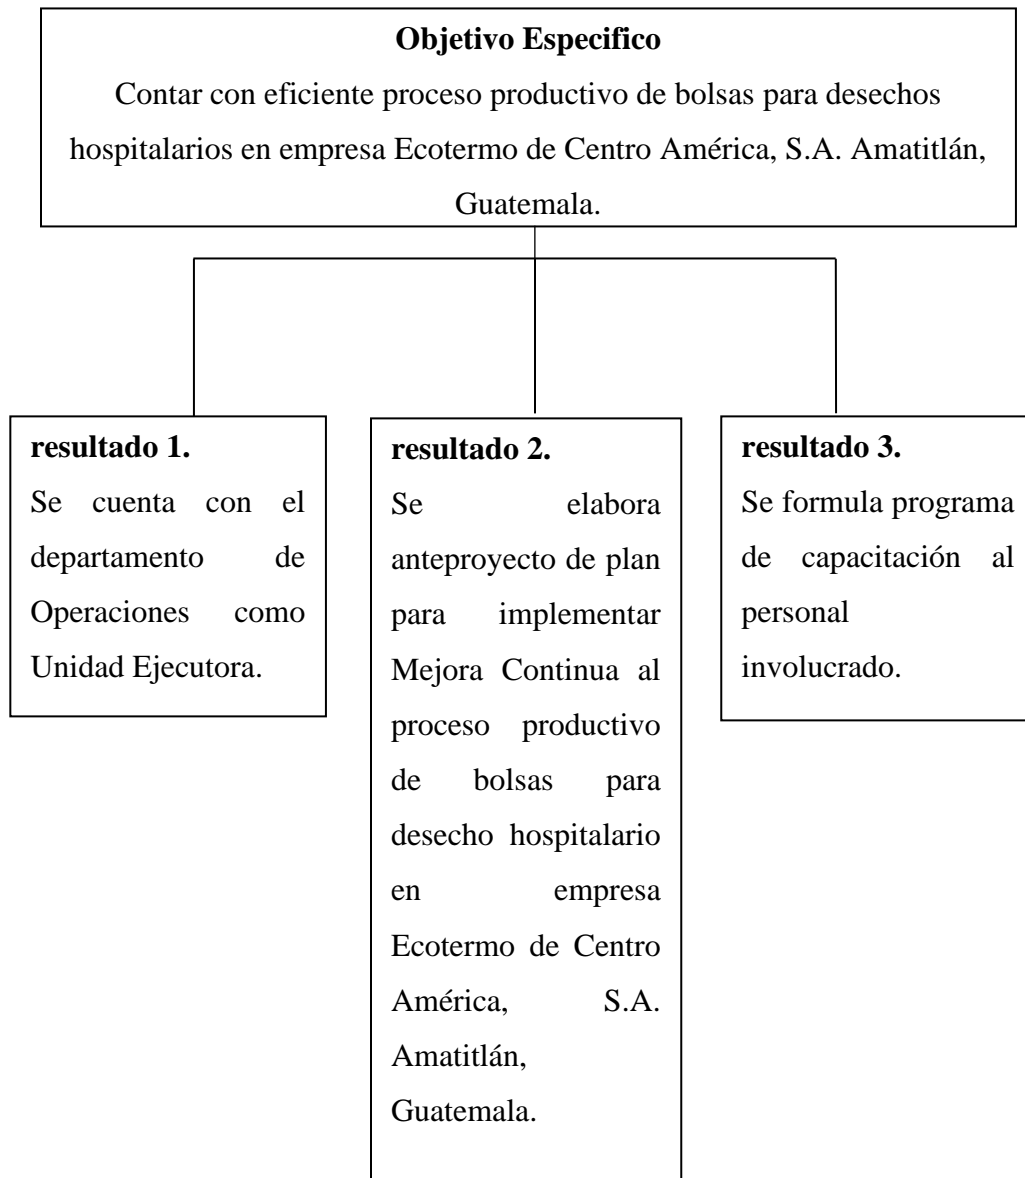 Objetivo Especifico
Contar con eficiente proceso productivo de bolsas para desechos
hospitalarios en empresa Ecotermo de Centro América, S.A. Amatitlán,
Guatemala.
resultado 1.
Se cuenta con el
departamento de
Operaciones como
Unidad Ejecutora.
resultado 2.
Se elabora
anteproyecto de plan
para implementar
Mejora Continua al
proceso productivo
de bolsas para
desecho hospitalario
en empresa
Ecotermo de Centro
América, S.A.
Amatitlán,
Guatemala.
resultado 3.
Se formula programa
de capacitación al
personal
involucrado.